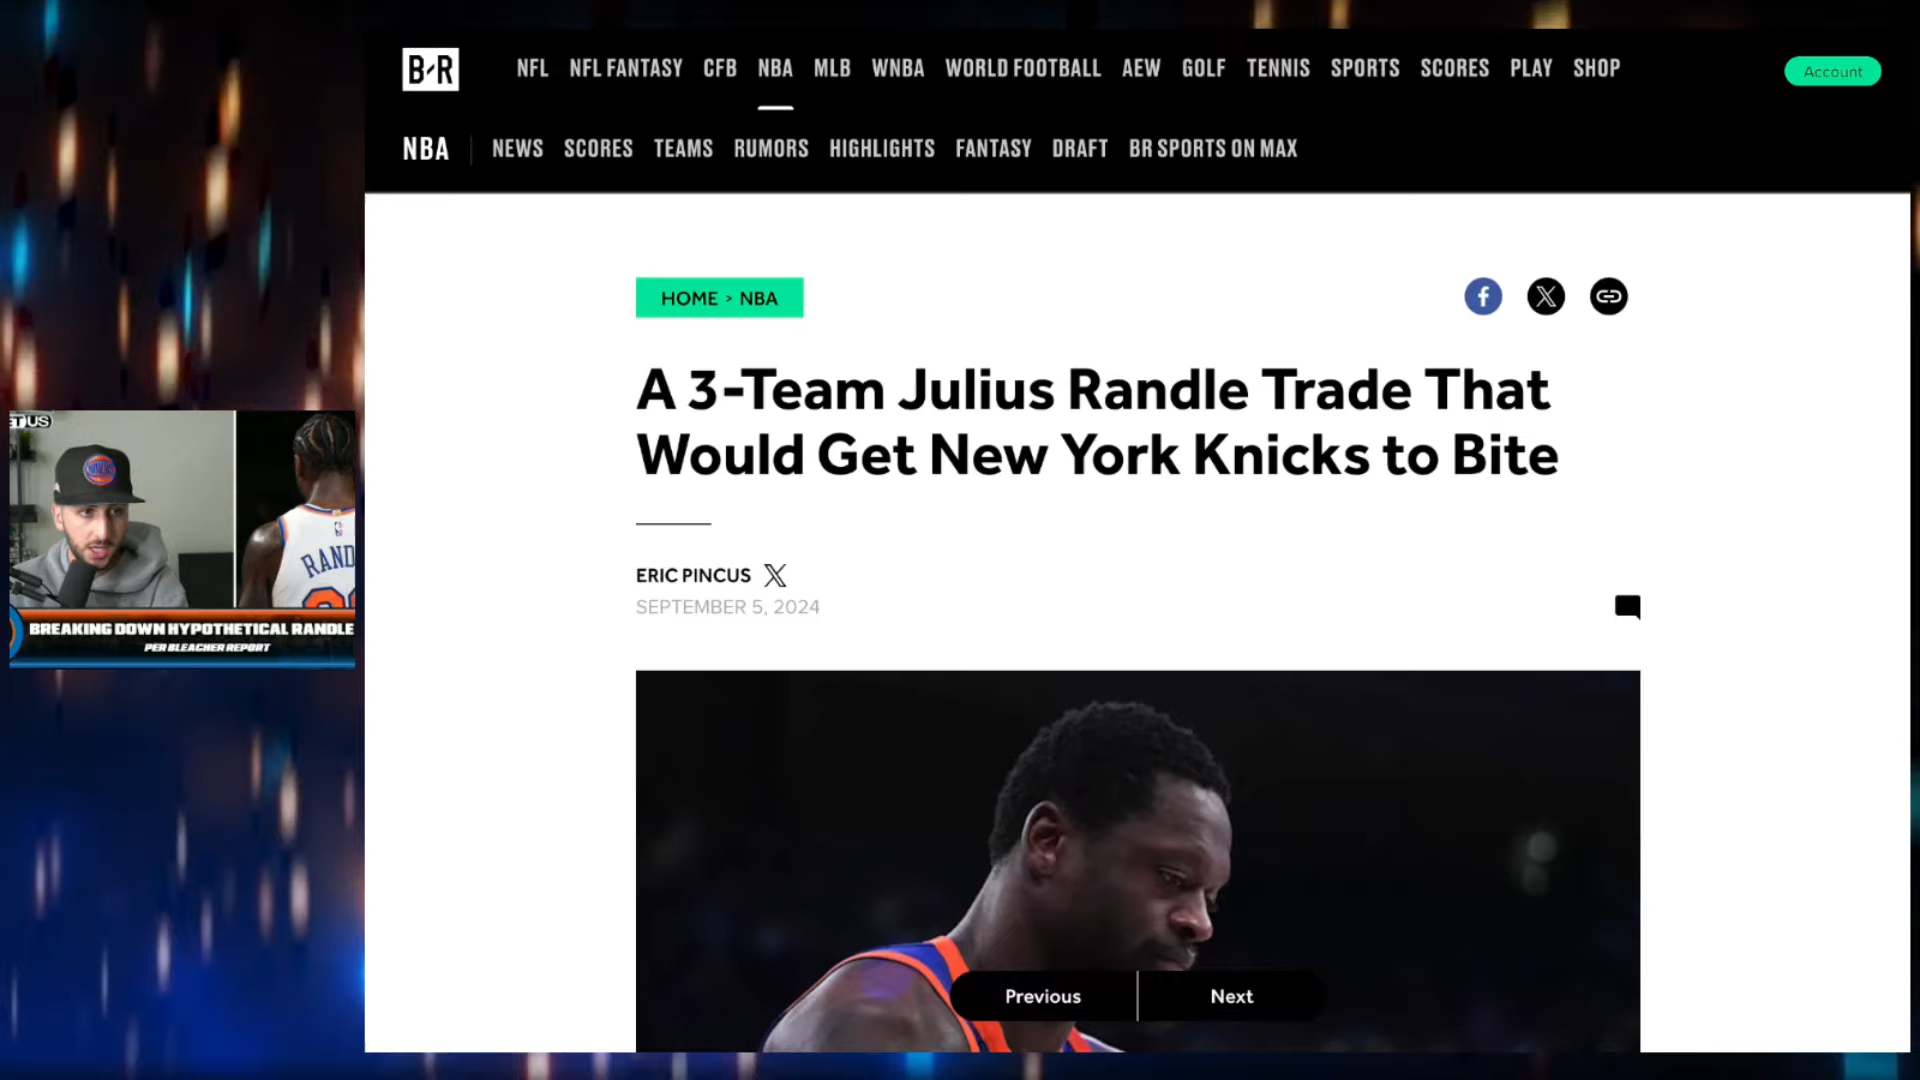 B/R
NFL NFL FANTASY CFB NBA MLB WNBA WORLD FOOTBALL AEW GOLF TENNIS SPORTS SCORES PLAY SHOP
Account
NBA NEWS SCORES TEAMS RUMORS HIGHLIGHTS FANTASY DRAFT BR SPORTS ON MAX
HOME > NBA
A 3-Team Julius Randle Trade That
Would Get New York Knicks to Bite
ERIC PINCUS
SEPTEMBER 5, 2024
RAND
BREAKING DOWN HYPOTHETICAL RANDLE
PER BLEACHER REPORT
Previous
Next